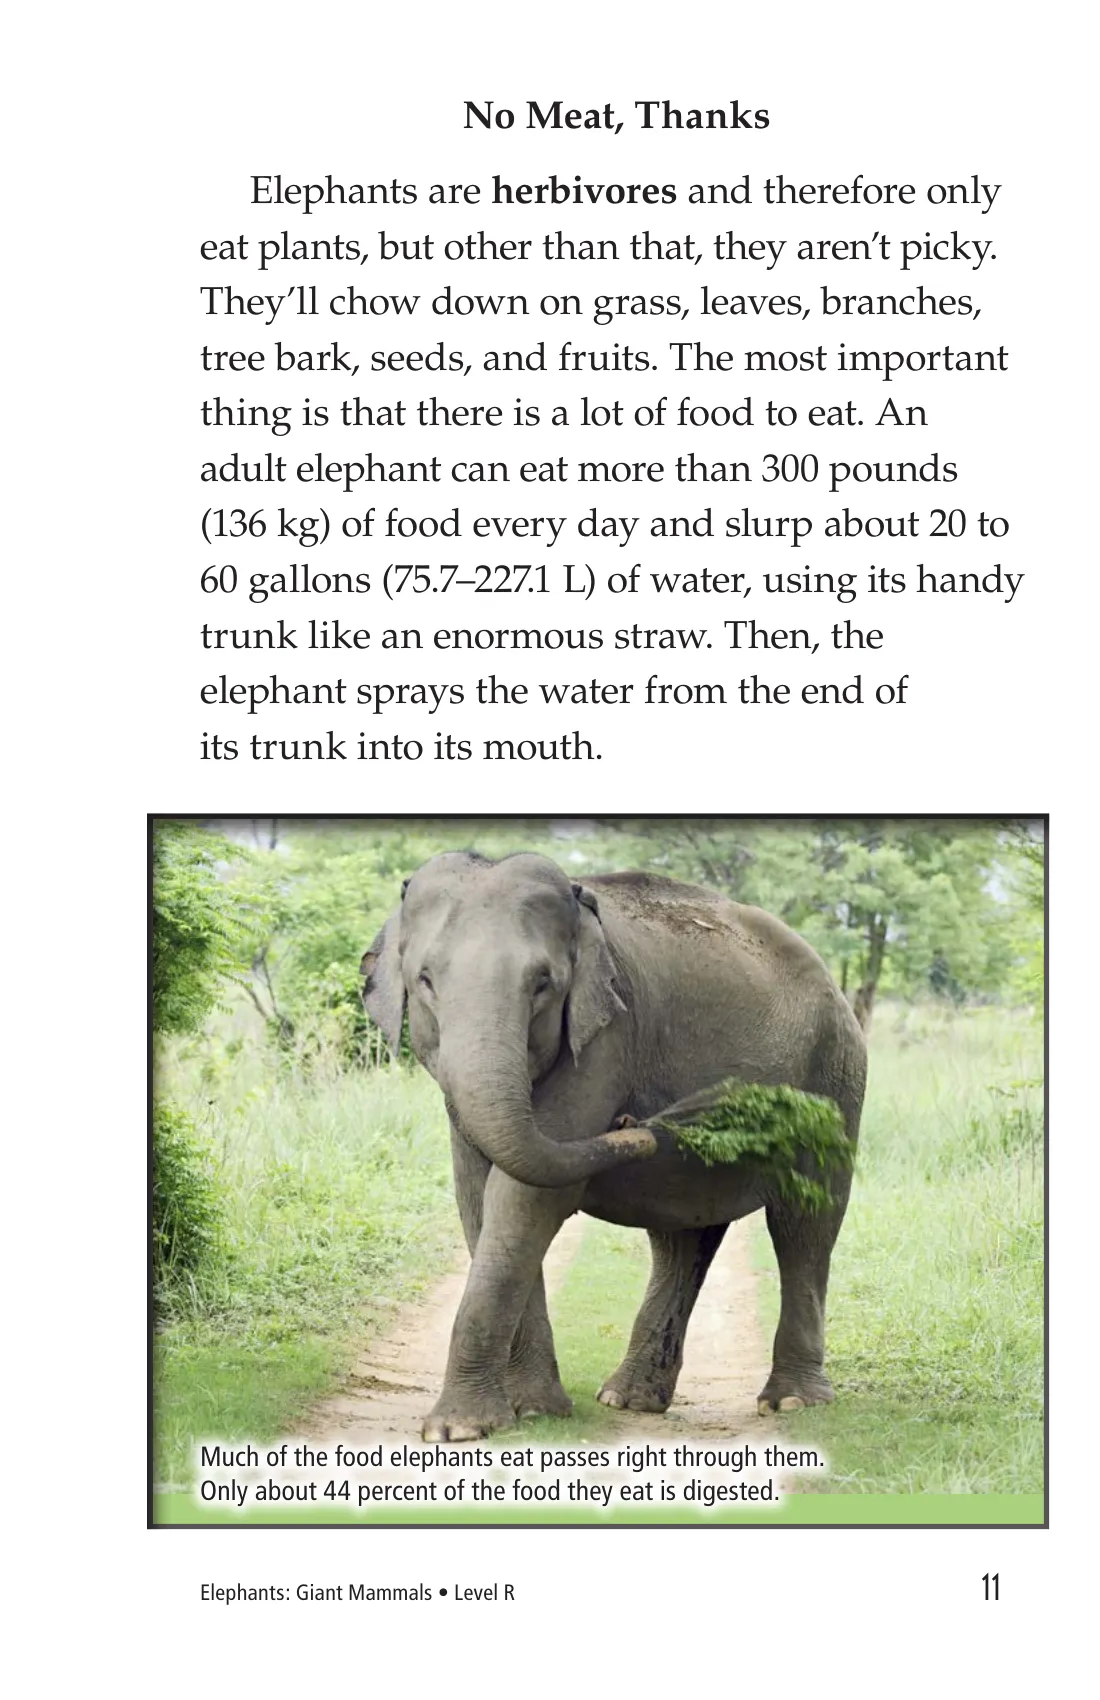 No Meat, Thanks
Elephants are herbivores and therefore only
eat plants, but other than that, they aren’t picky.
They’ll chow down on grass, leaves, branches,
tree bark, seeds, and fruits. The most important
thing is that there is a lot of food to eat. An
adult elephant can eat more than 300 pounds
(136 kg) of food every day and slurp about 20 to
60 gallons (75.7–227.1 L) of water, using its handy
trunk like an enormous straw. Then, the
elephant sprays the water from the end of
its trunk into its mouth.
Much of the food elephants eat passes right through them.
Only about 44 percent of the food they eat is digested.
Elephants: Giant Mammals • Level R 11